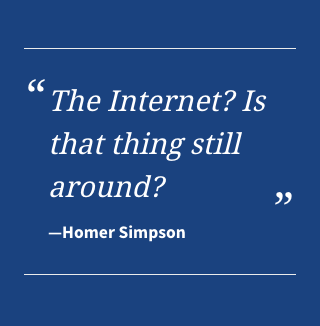 “ The Internet? Is
that thing still
around? ”
—Homer Simpson